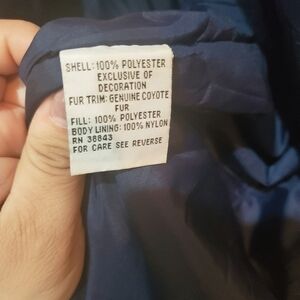 SHELL: 100% POLYESTER
EXCLUSIVE OF
DECORATION
FUR TRIM: GENUINE COYOTE
FUR
FILL: 100% POLYESTER
BODY LINING: 100% NYLON
RN 38843
FOR CARE SEE REVERSE